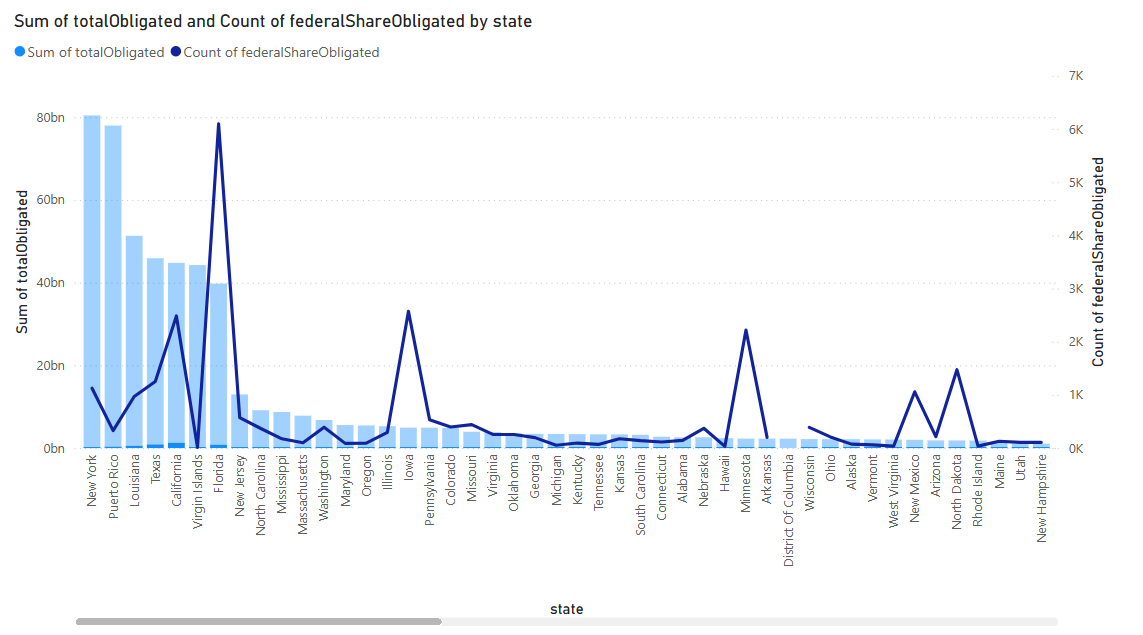 Sum of totalObligated and Count of federalShareObligated by state
Sum of totalObligated Count of federalShareObligated
Sum of totalObligated
80bn
60bn
40bn
20bn
0bn
7K
6K
5K
4K
3K
2K
1K
0K
Count of federalShareObligated
New York
Puerto Rico
Louisiana
Texas
California
Virgin Islands
Florida
New Jersey
North Carolina
Mississippi
Massachusetts
Washington
Maryland
Oregon
Illinois
Iowa
Pennsylvania
Colorado
Missouri
Virginia
Oklahoma
Georgia
Michigan
Kentucky
Tennessee
Kansas
South Carolina
Connecticut
Alabama
Nebraska
Hawaii
Minnesota
Arkansas
District Of Columbia
Wisconsin
Ohio
Alaska
Vermont
West Virginia
New Mexico
Arizona
North Dakota
Rhode Island
Maine
Utah
New Hampshire
state